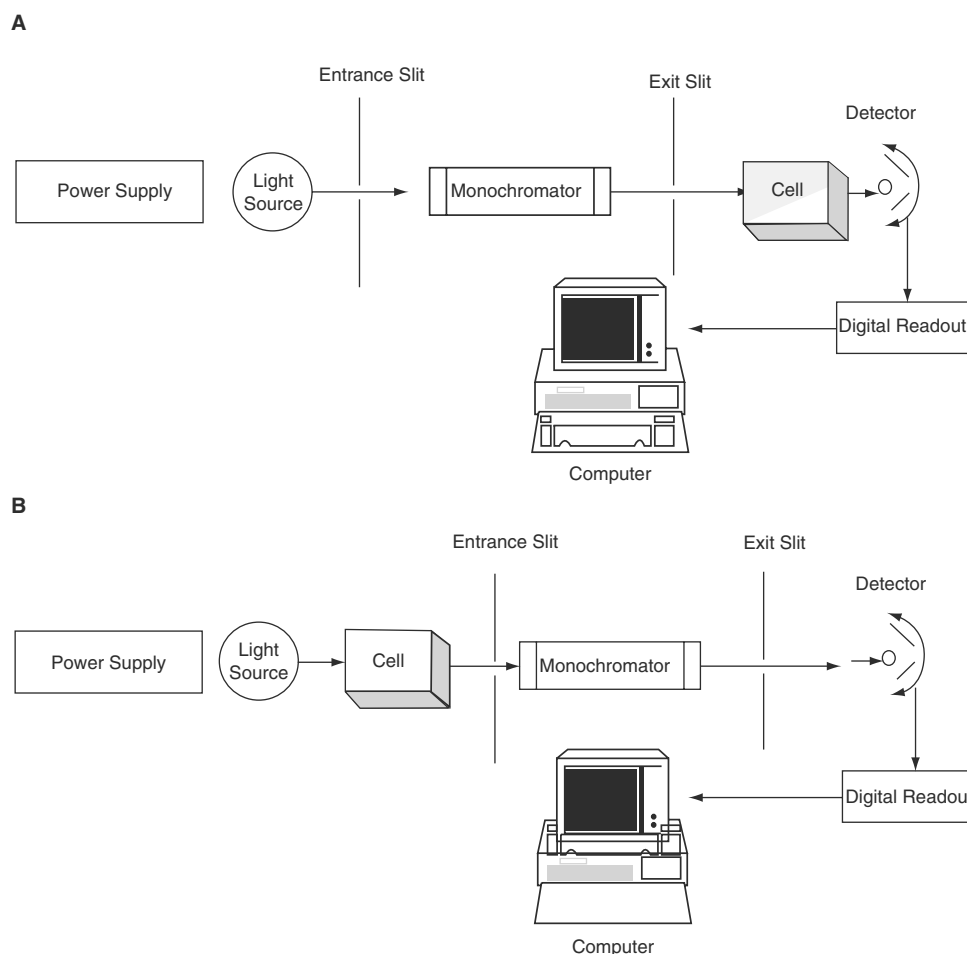 A
Entrance Slit
Exit Slit
Detector
Power Supply
Light
Source
Monochromator
Cell
Digital Readout
Computer
B
Entrance Slit
Exit Slit
Detector
Power Supply
Light
Source
Cell
Monochromator
Digital Readou
Computer